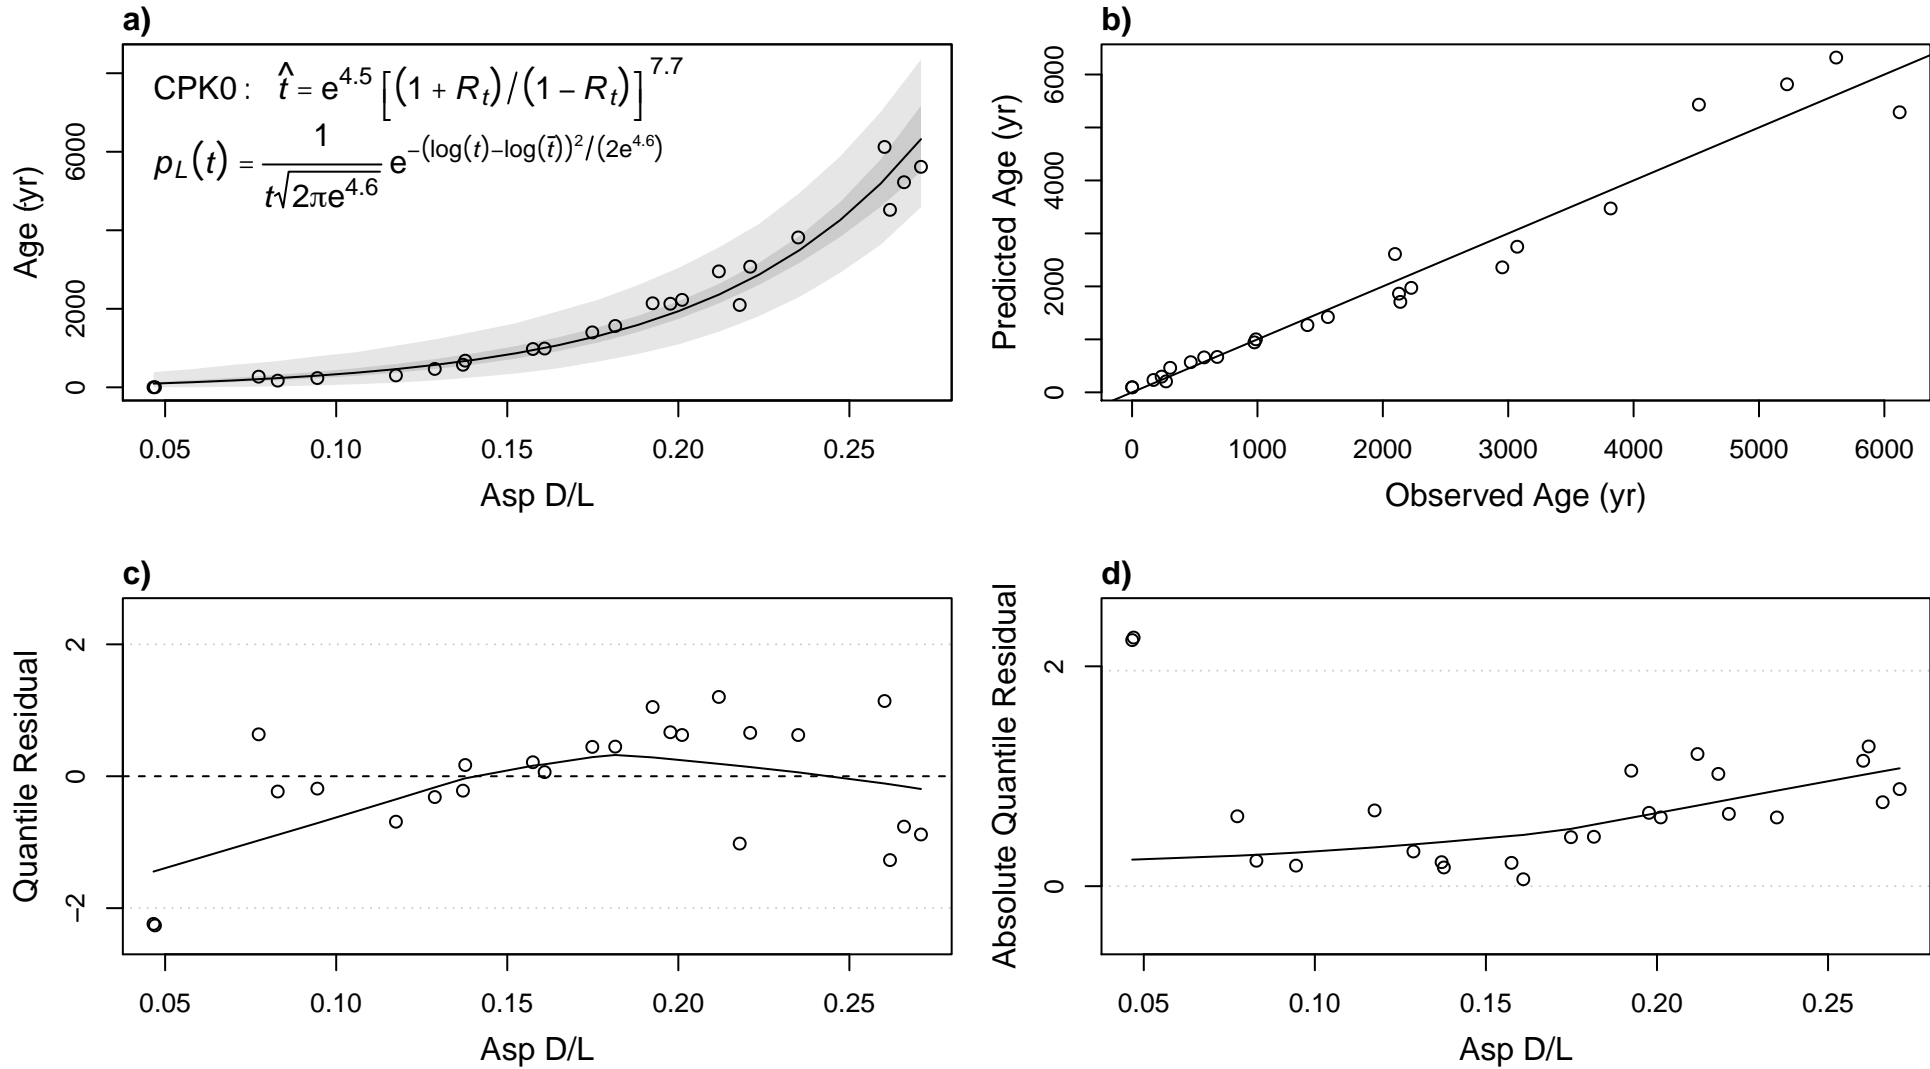 a)
CPK0 : t̂ = e^4.5 [(1 + R_t)/(1 − R_t)]^7.7
p_L(t) = 1 / (t√(2πe^4.6)) e^−(log(t)−log(t̄))²/(2e^4.6)
Age (yr)
0 2000 6000
0.05 0.10 0.15 0.20 0.25
Asp D/L
b)
Predicted Age (yr)
0 2000 4000 6000
0 1000 2000 3000 4000 5000 6000
Observed Age (yr)
c)
Quantile Residual
−2 0 2
0.05 0.10 0.15 0.20 0.25
Asp D/L
d)
Absolute Quantile Residual
0 2
0.05 0.10 0.15 0.20 0.25
Asp D/L